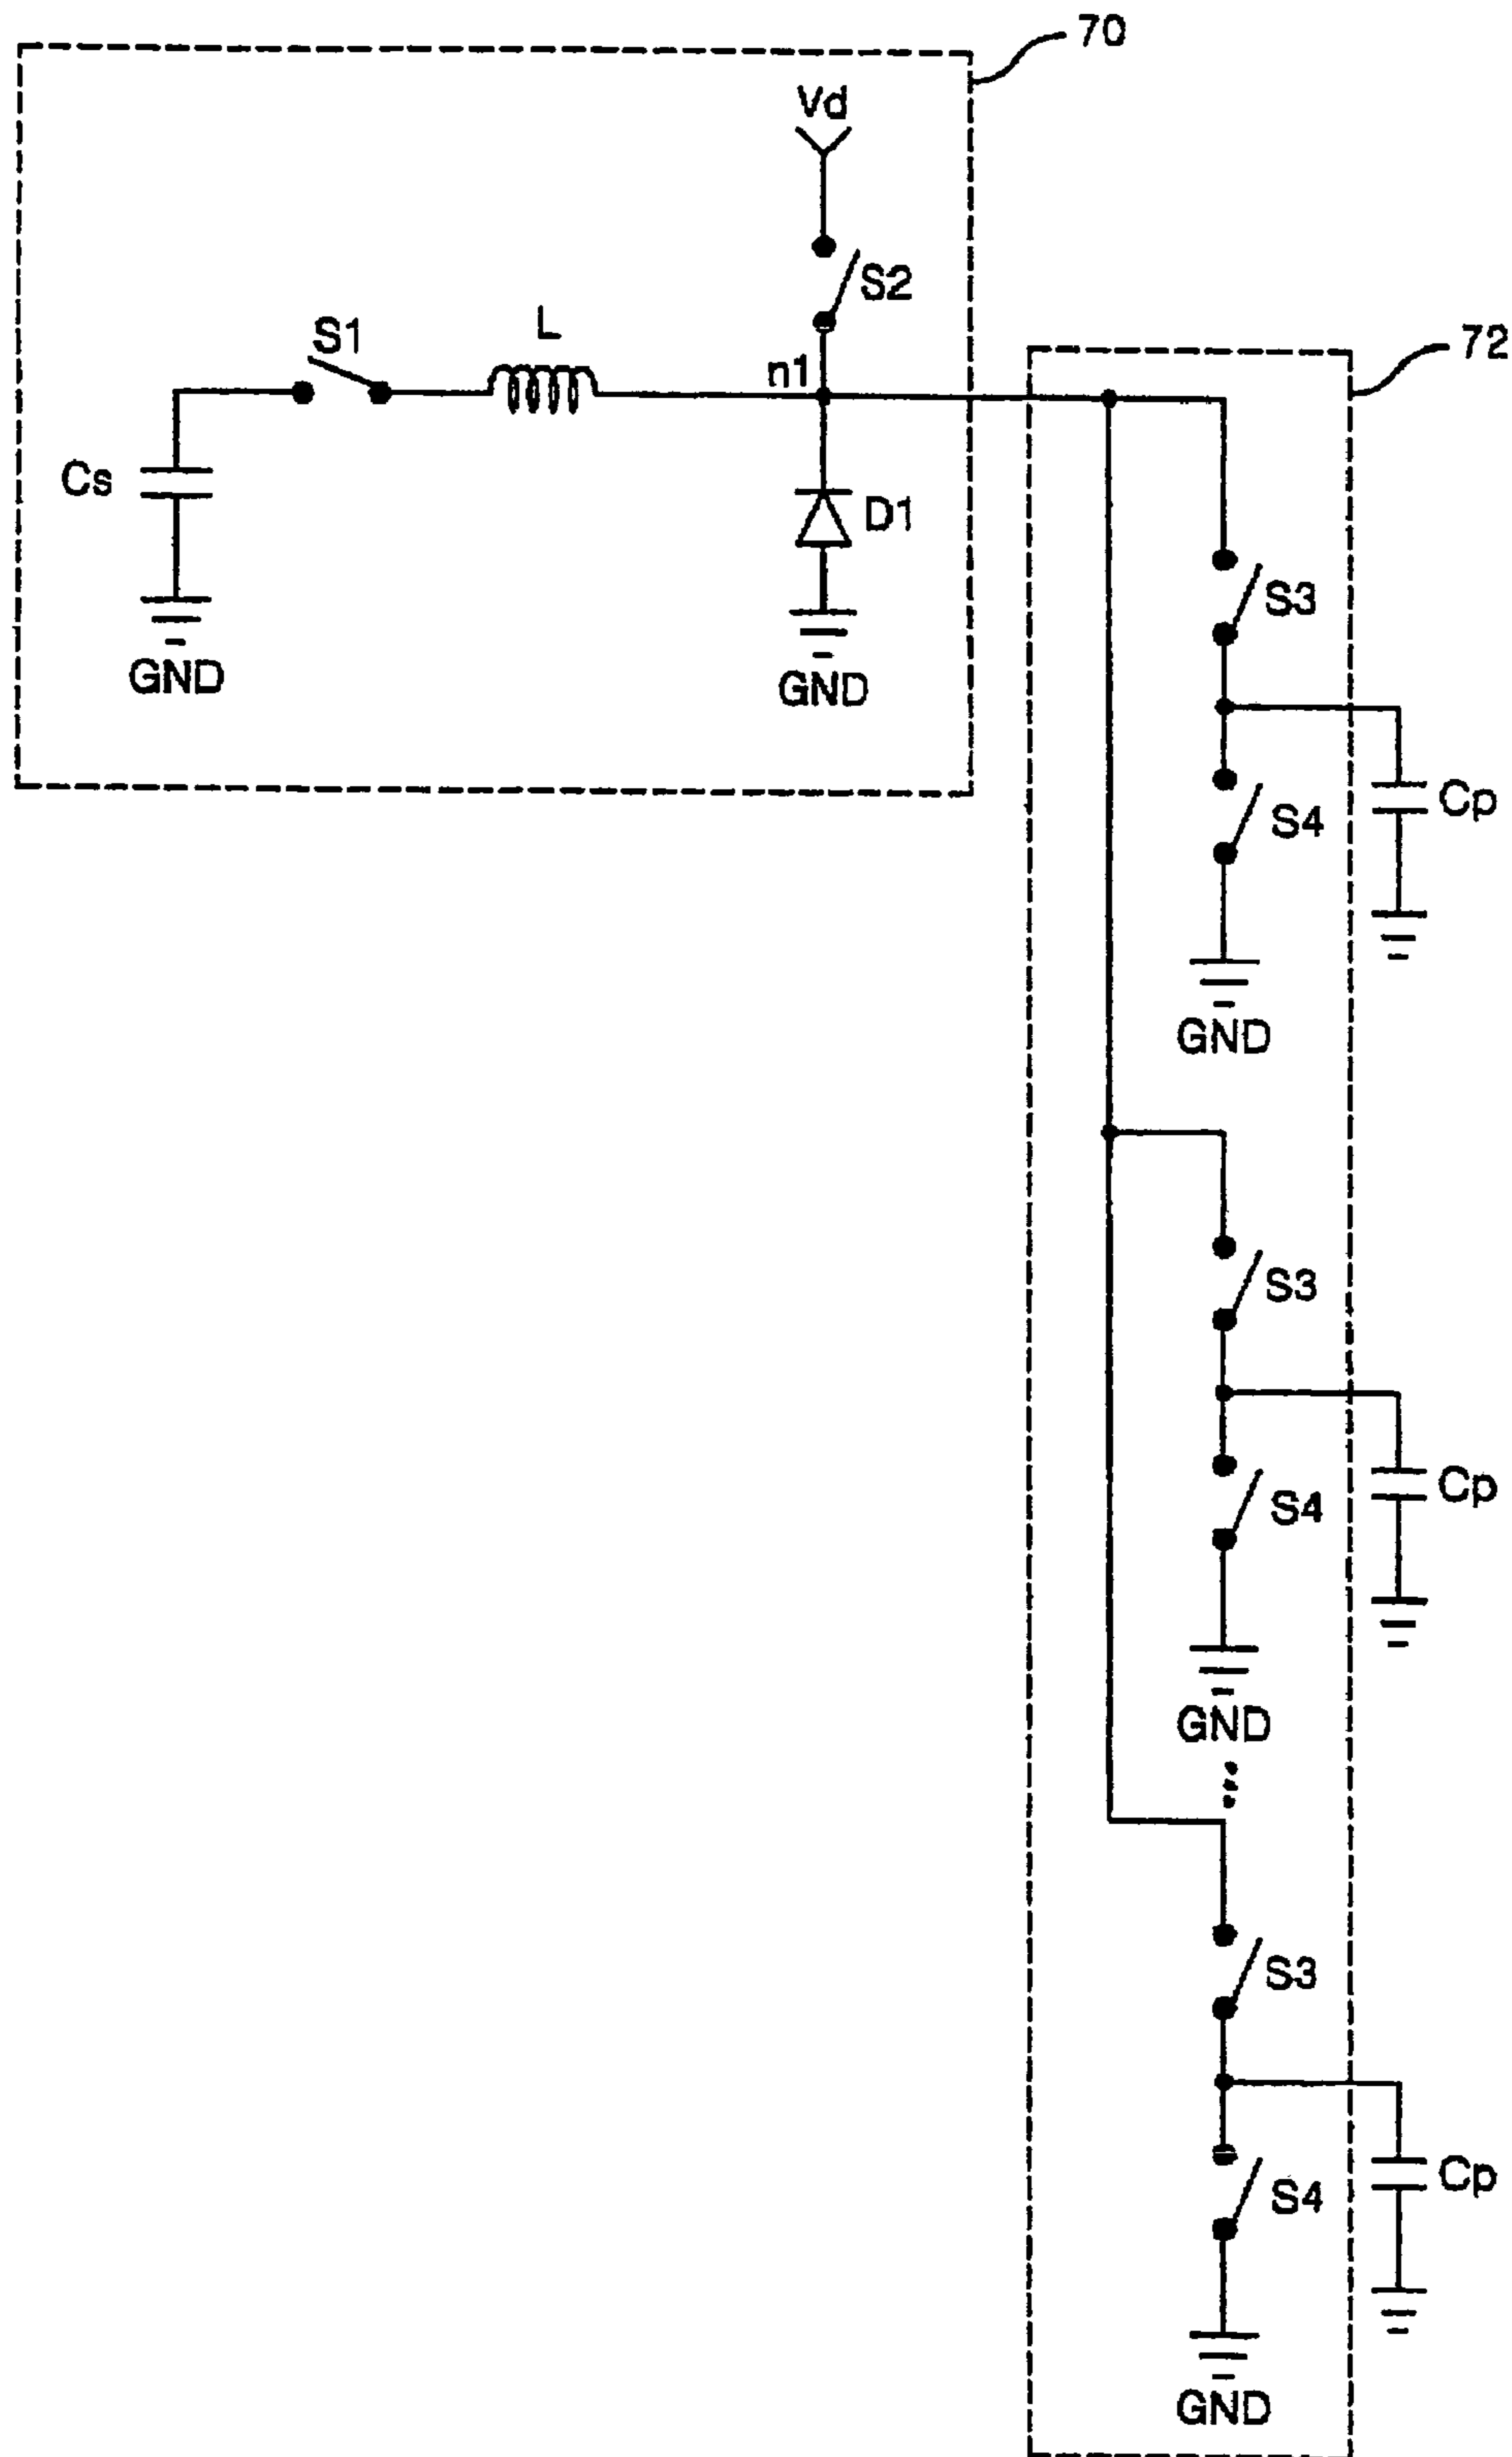 70
Vd
S2
72
S1
L
n1
Cs
D1
S3
GND
GND
S4
Cp
GND
S3
S4
Cp
GND
S3
S4
Cp
GND